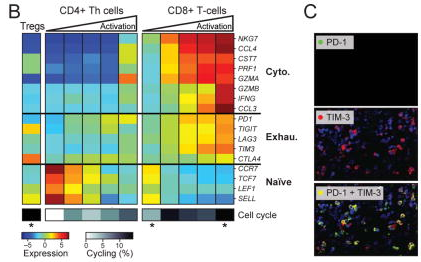 B
CD4+ Th cells
CD8+ T-cells
Tregs
Activation
Activation
NKG7
CCL4
CST7
PRF1
GZMA
GZMB
IFNG
CCL3
Cyto.
PD1
TIGIT
LAG3
TIM3
CTLA4
Exhau.
CCR7
TCF7
LEF1
SELL
Naïve
Cell cycle
* * *
-5 0 5
Expression
0 5 10
Cycling (%)
C
PD-1
TIM-3
PD-1 + TIM-3